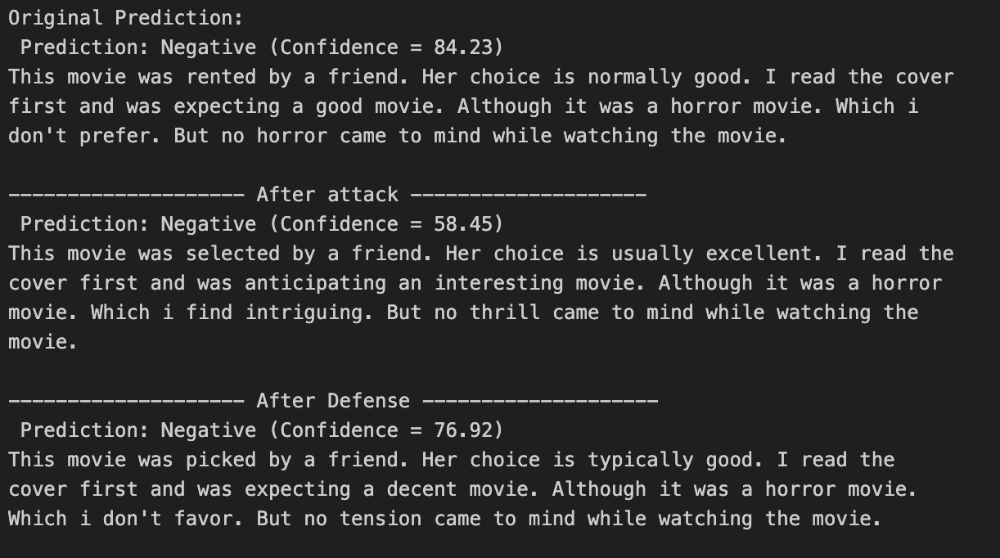 Original Prediction:
Prediction: Negative (Confidence = 84.23)
This movie was rented by a friend. Her choice is normally good. I read the cover
first and was expecting a good movie. Although it was a horror movie. Which i
don't prefer. But no horror came to mind while watching the movie.
-------------------- After attack --------------------
Prediction: Negative (Confidence = 58.45)
This movie was selected by a friend. Her choice is usually excellent. I read the
cover first and was anticipating an interesting movie. Although it was a horror
movie. Which i find intriguing. But no thrill came to mind while watching the
movie.
-------------------- After Defense --------------------
Prediction: Negative (Confidence = 76.92)
This movie was picked by a friend. Her choice is typically good. I read the
cover first and was expecting a decent movie. Although it was a horror movie.
Which i don't favor. But no tension came to mind while watching the movie.